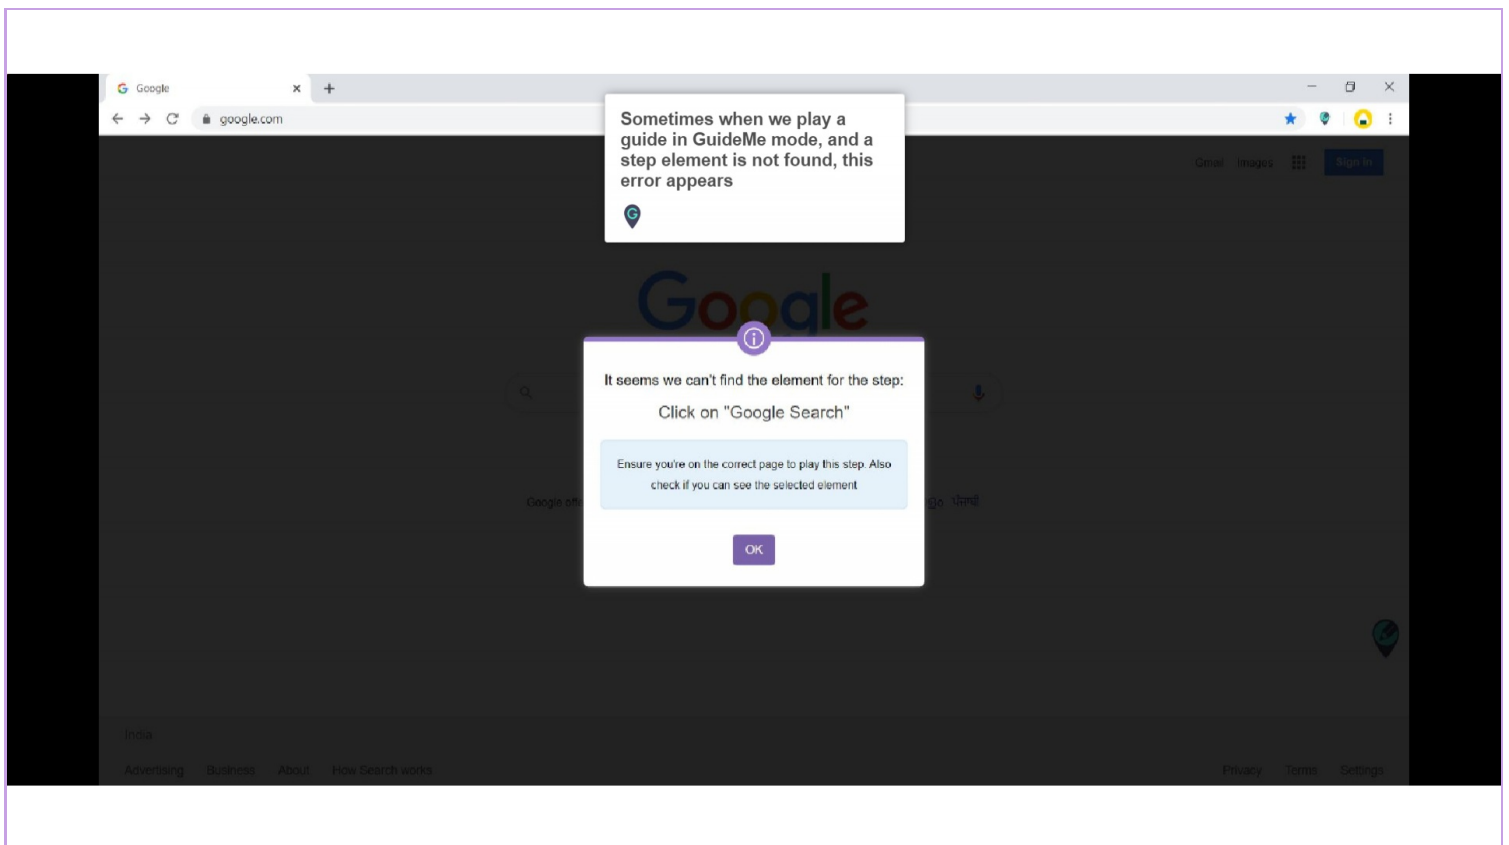 Google
google.com
Sometimes when we play a
guide in GuideMe mode, and a
step element is not found, this
error appears
G
Gmail Images Sign in
Google
It seems we can't find the element for the step:
Click on "Google Search"
Ensure you're on the correct page to play this step. Also
check if you can see the selected element
Google ਪੰਜਾਬੀ
OK
India
Advertising Business About How Search works
Privacy Terms Settings